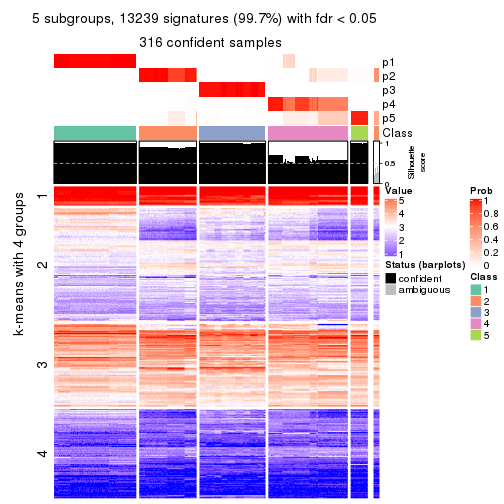 5 subgroups, 13239 signatures (99.7%) with fdr < 0.05
316 confident samples
p1
p2
p3
p4
p5
Class
1
0.5
0
Silhouette
score
k-means with 4 groups
1
2
3
4
Value
5
4
3
2
1
Status (barplots)
confident
ambiguous
Prob
1
0.8
0.6
0.4
0.2
0
Class
1
2
3
4
5